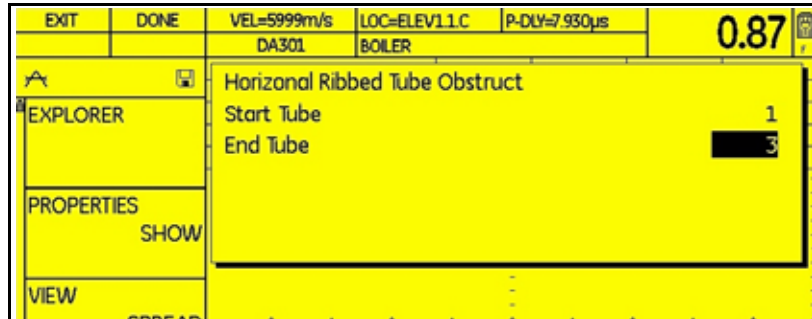 EXIT DONE VEL=5999m/s LOC=ELEV1.1.C P-DLY=7.930µs 0.87
DA301 BOILER
EXPLORER
PROPERTIES
SHOW
VIEW
Horizonal Ribbed Tube Obstruct
Start Tube 1
End Tube 3